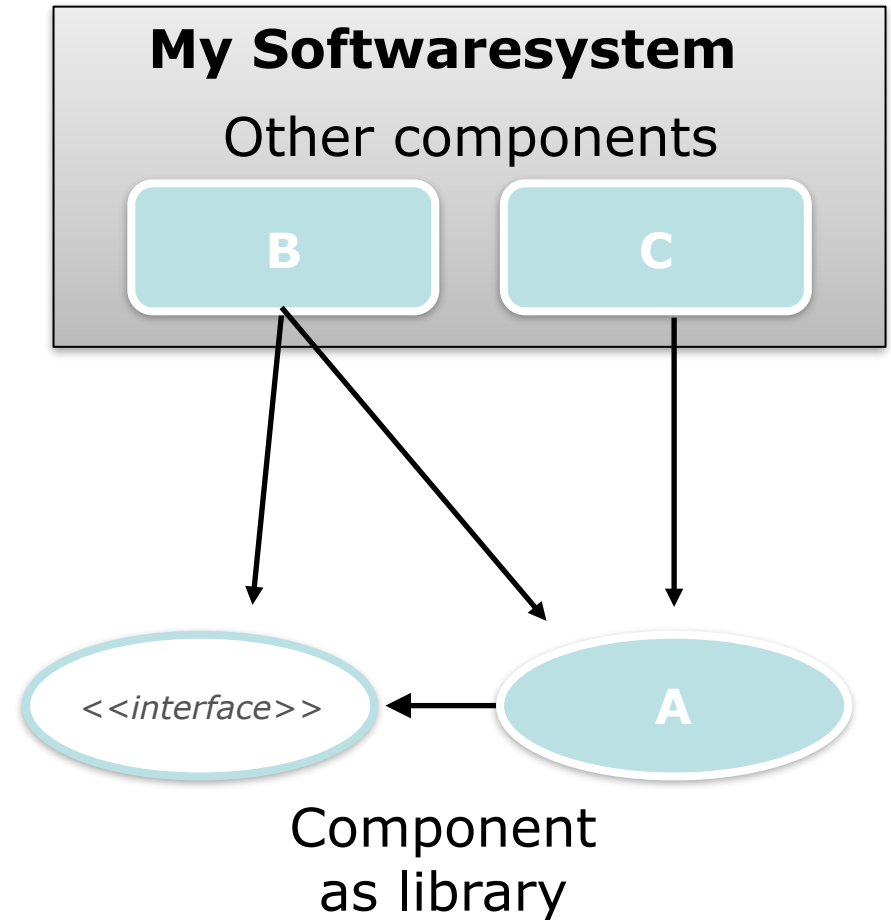 My Softwaresystem
Other components
B
C
<<interface>>
A
Component
as library